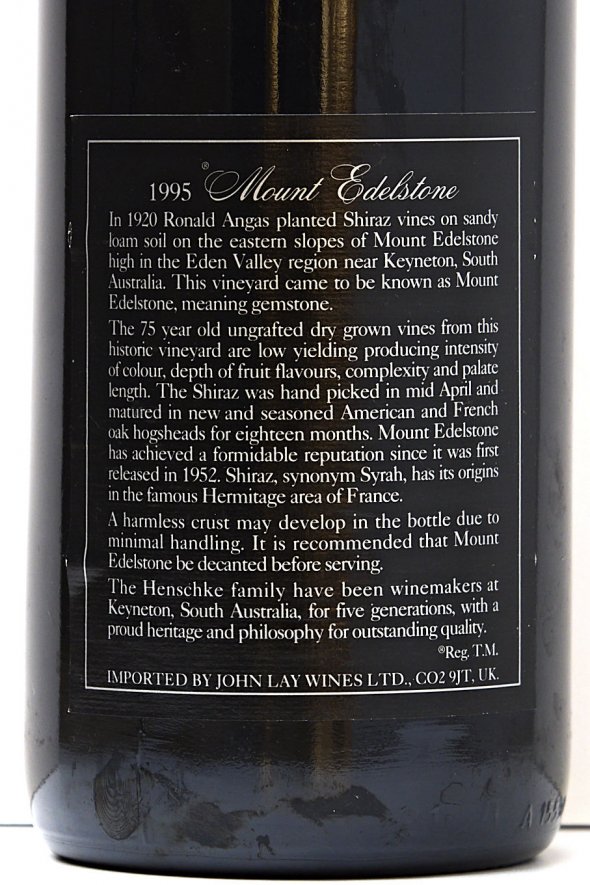 1995 ®Mount Edelstone
In 1920 Ronald Angas planted Shiraz vines on sandy
loam soil on the eastern slopes of Mount Edelstone
high in the Eden Valley region near Keyneton, South
Australia. This vineyard came to be known as Mount
Edelstone, meaning gemstone.
The 75 year old ungrafted dry grown vines from this
historic vineyard are low yielding producing intensity
of colour, depth of fruit flavours, complexity and palate
length. The Shiraz was hand picked in mid April and
matured in new and seasoned American and French
oak hogsheads for eighteen months. Mount Edelstone
has achieved a formidable reputation since it was first
released in 1952. Shiraz, synonym Syrah, has its origins
in the famous Hermitage area of France.
A harmless crust may develop in the bottle due to
minimal handling. It is recommended that Mount
Edelstone be decanted before serving.
The Henschke family have been winemakers at
Keyneton, South Australia, for five generations, with a
proud heritage and philosophy for outstanding quality.
®Reg. T.M.
IMPORTED BY JOHN LAY WINES LTD., CO2 9JT, UK.